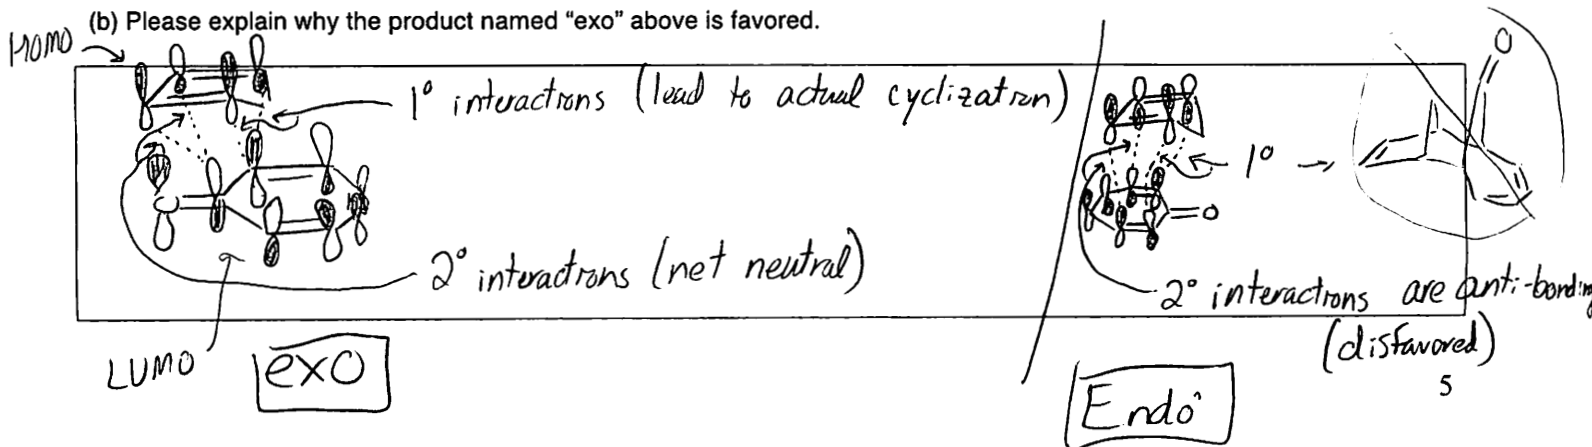 (b) Please explain why the product named “exo” above is favored.
HOMO
1° interactions (lead to actual cyclization)
2° interactions (net neutral)
LUMO
exo
O
1°
O
2° interactions are anti-bonding
(disfavored)
5
Endo